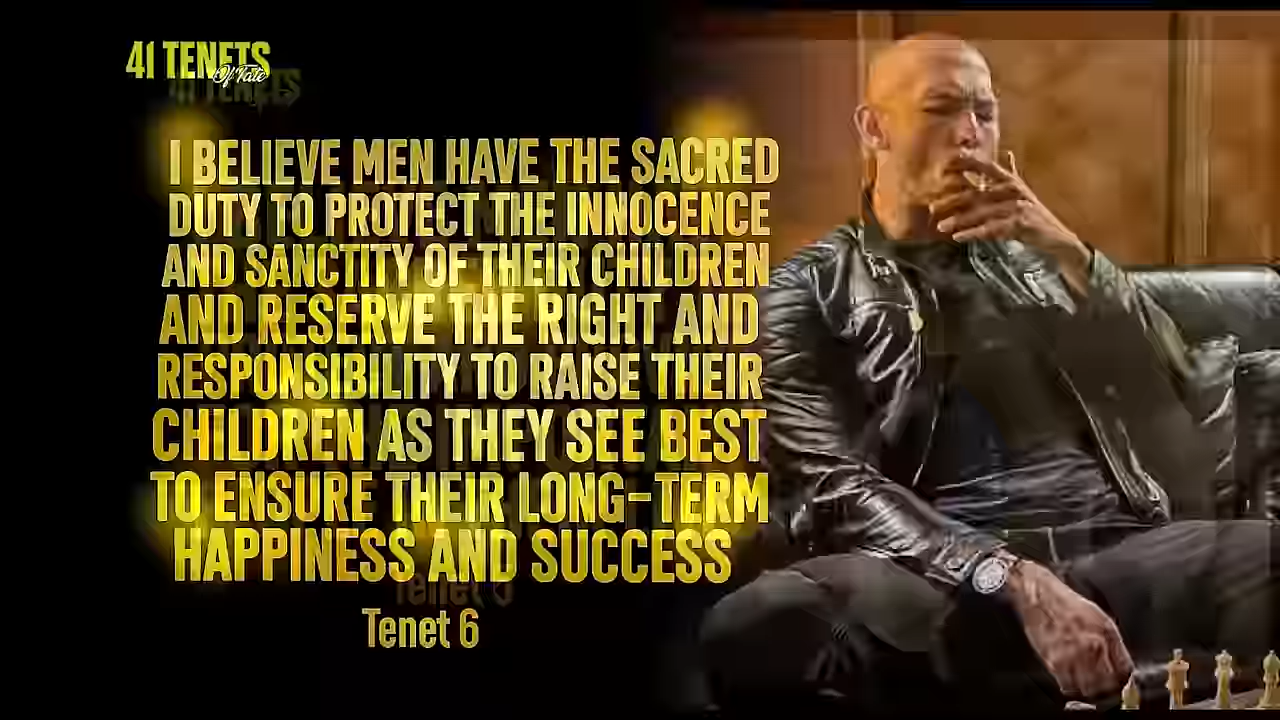 41 TENETS
Of Tate
41 TENETS
I BELIEVE MEN HAVE THE SACRED
DUTY TO PROTECT THE INNOCENCE
AND SANCTITY OF THEIR CHILDREN
AND RESERVE THE RIGHT AND
RESPONSIBILITY TO RAISE THEIR
CHILDREN AS THEY SEE BEST
TO ENSURE THEIR LONG-TERM
HAPPINESS AND SUCCESS
Tenet 6